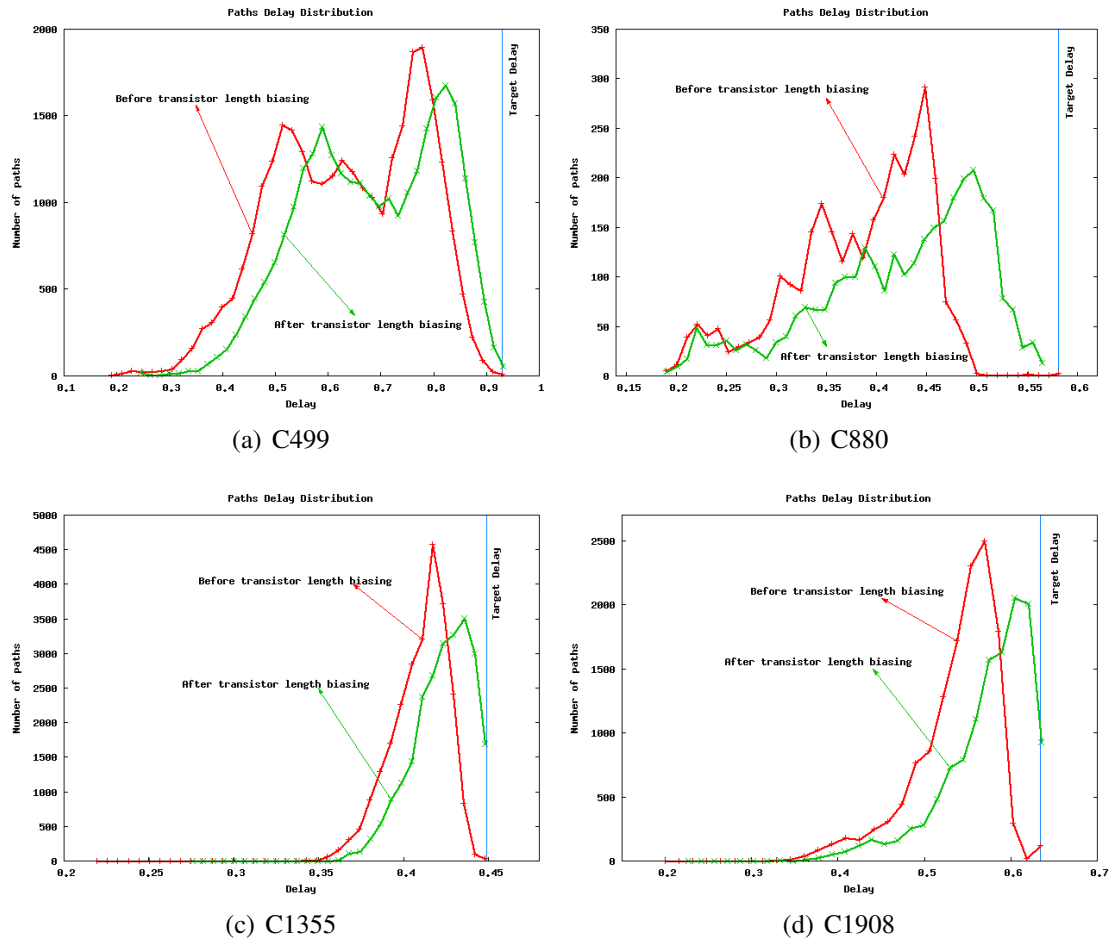 Paths Delay Distribution
2000
1500
1000
500
0
Number of paths
Before transistor length biasing
After transistor length biasing
Target Delay
0.1 0.2 0.3 0.4 0.5 0.6 0.7 0.8 0.9 1
Delay
(a) C499
Paths Delay Distribution
350
300
250
200
150
100
50
0
Number of paths
Before transistor length biasing
After transistor length biasing
Target Delay
0.15 0.2 0.25 0.3 0.35 0.4 0.45 0.5 0.55 0.6
Delay
(b) C880
Paths Delay Distribution
5000
4500
4000
3500
3000
2500
2000
1500
1000
500
0
Number of paths
Before transistor length biasing
After transistor length biasing
Target Delay
0.2 0.25 0.3 0.35 0.4 0.45
Delay
(c) C1355
Paths Delay Distribution
2500
2000
1500
1000
500
0
Number of paths
Before transistor length biasing
After transistor length biasing
Target Delay
0.2 0.3 0.4 0.5 0.6 0.7
Delay
(d) C1908